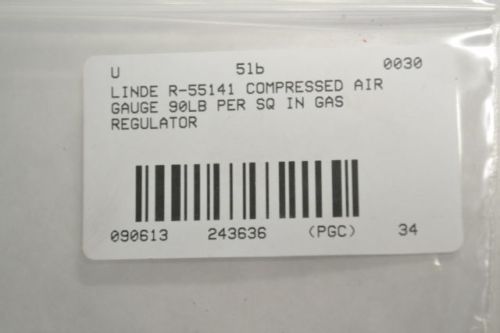 U 51b 0030
LINDE R-55141 COMPRESSED AIR
GAUGE 90LB PER SQ IN GAS
REGULATOR
090613 243636 (PGC) 34